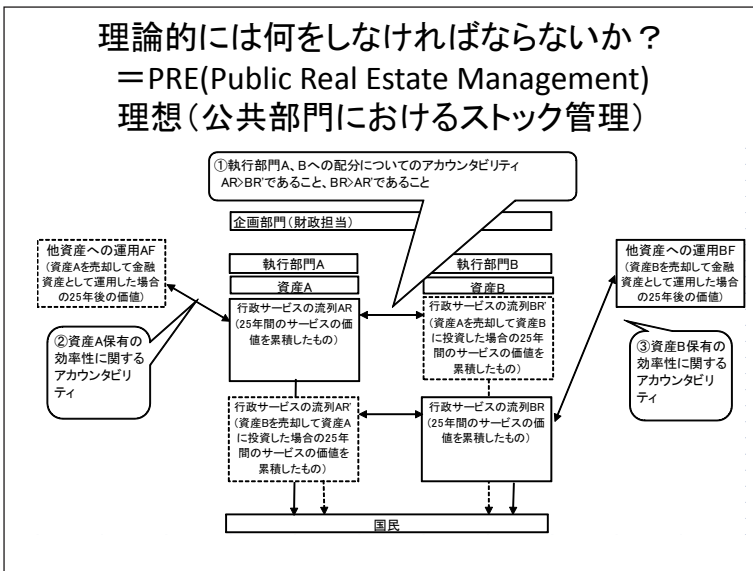 理論的には何をしなければならないか？
＝PRE(Public Real Estate Management)
理想（公共部門におけるストック管理）
①執行部門A、Bへの配分についてのアカウンタビリティ
AR>BR'であること、BR>AR'であること
企画部門（財政担当）
他資産への運用AF
（資産Aを売却して金融
資産として運用した場合
の25年後の価値）
執行部門A
資産A
執行部門B
資産B
他資産への運用BF
（資産Bを売却して金融
資産として運用した場合
の25年後の価値）
行政サービスの流列AR
（25年間のサービスの価
値を累積したもの）
行政サービスの流列BR'
（資産Aを売却して資産B
に投資した場合の25年
間のサービスの価値を
累積したもの）
②資産A保有の
効率性に関する
アカウンタビリ
ティ
③資産B保有の
効率性に関する
アカウンタビリ
ティ
行政サービスの流列AR'
（資産Bを売却して資産A
に投資した場合の25年
間のサービスの価値を
累積したもの）
行政サービスの流列BR
（25年間のサービスの価
値を累積したもの）
国民